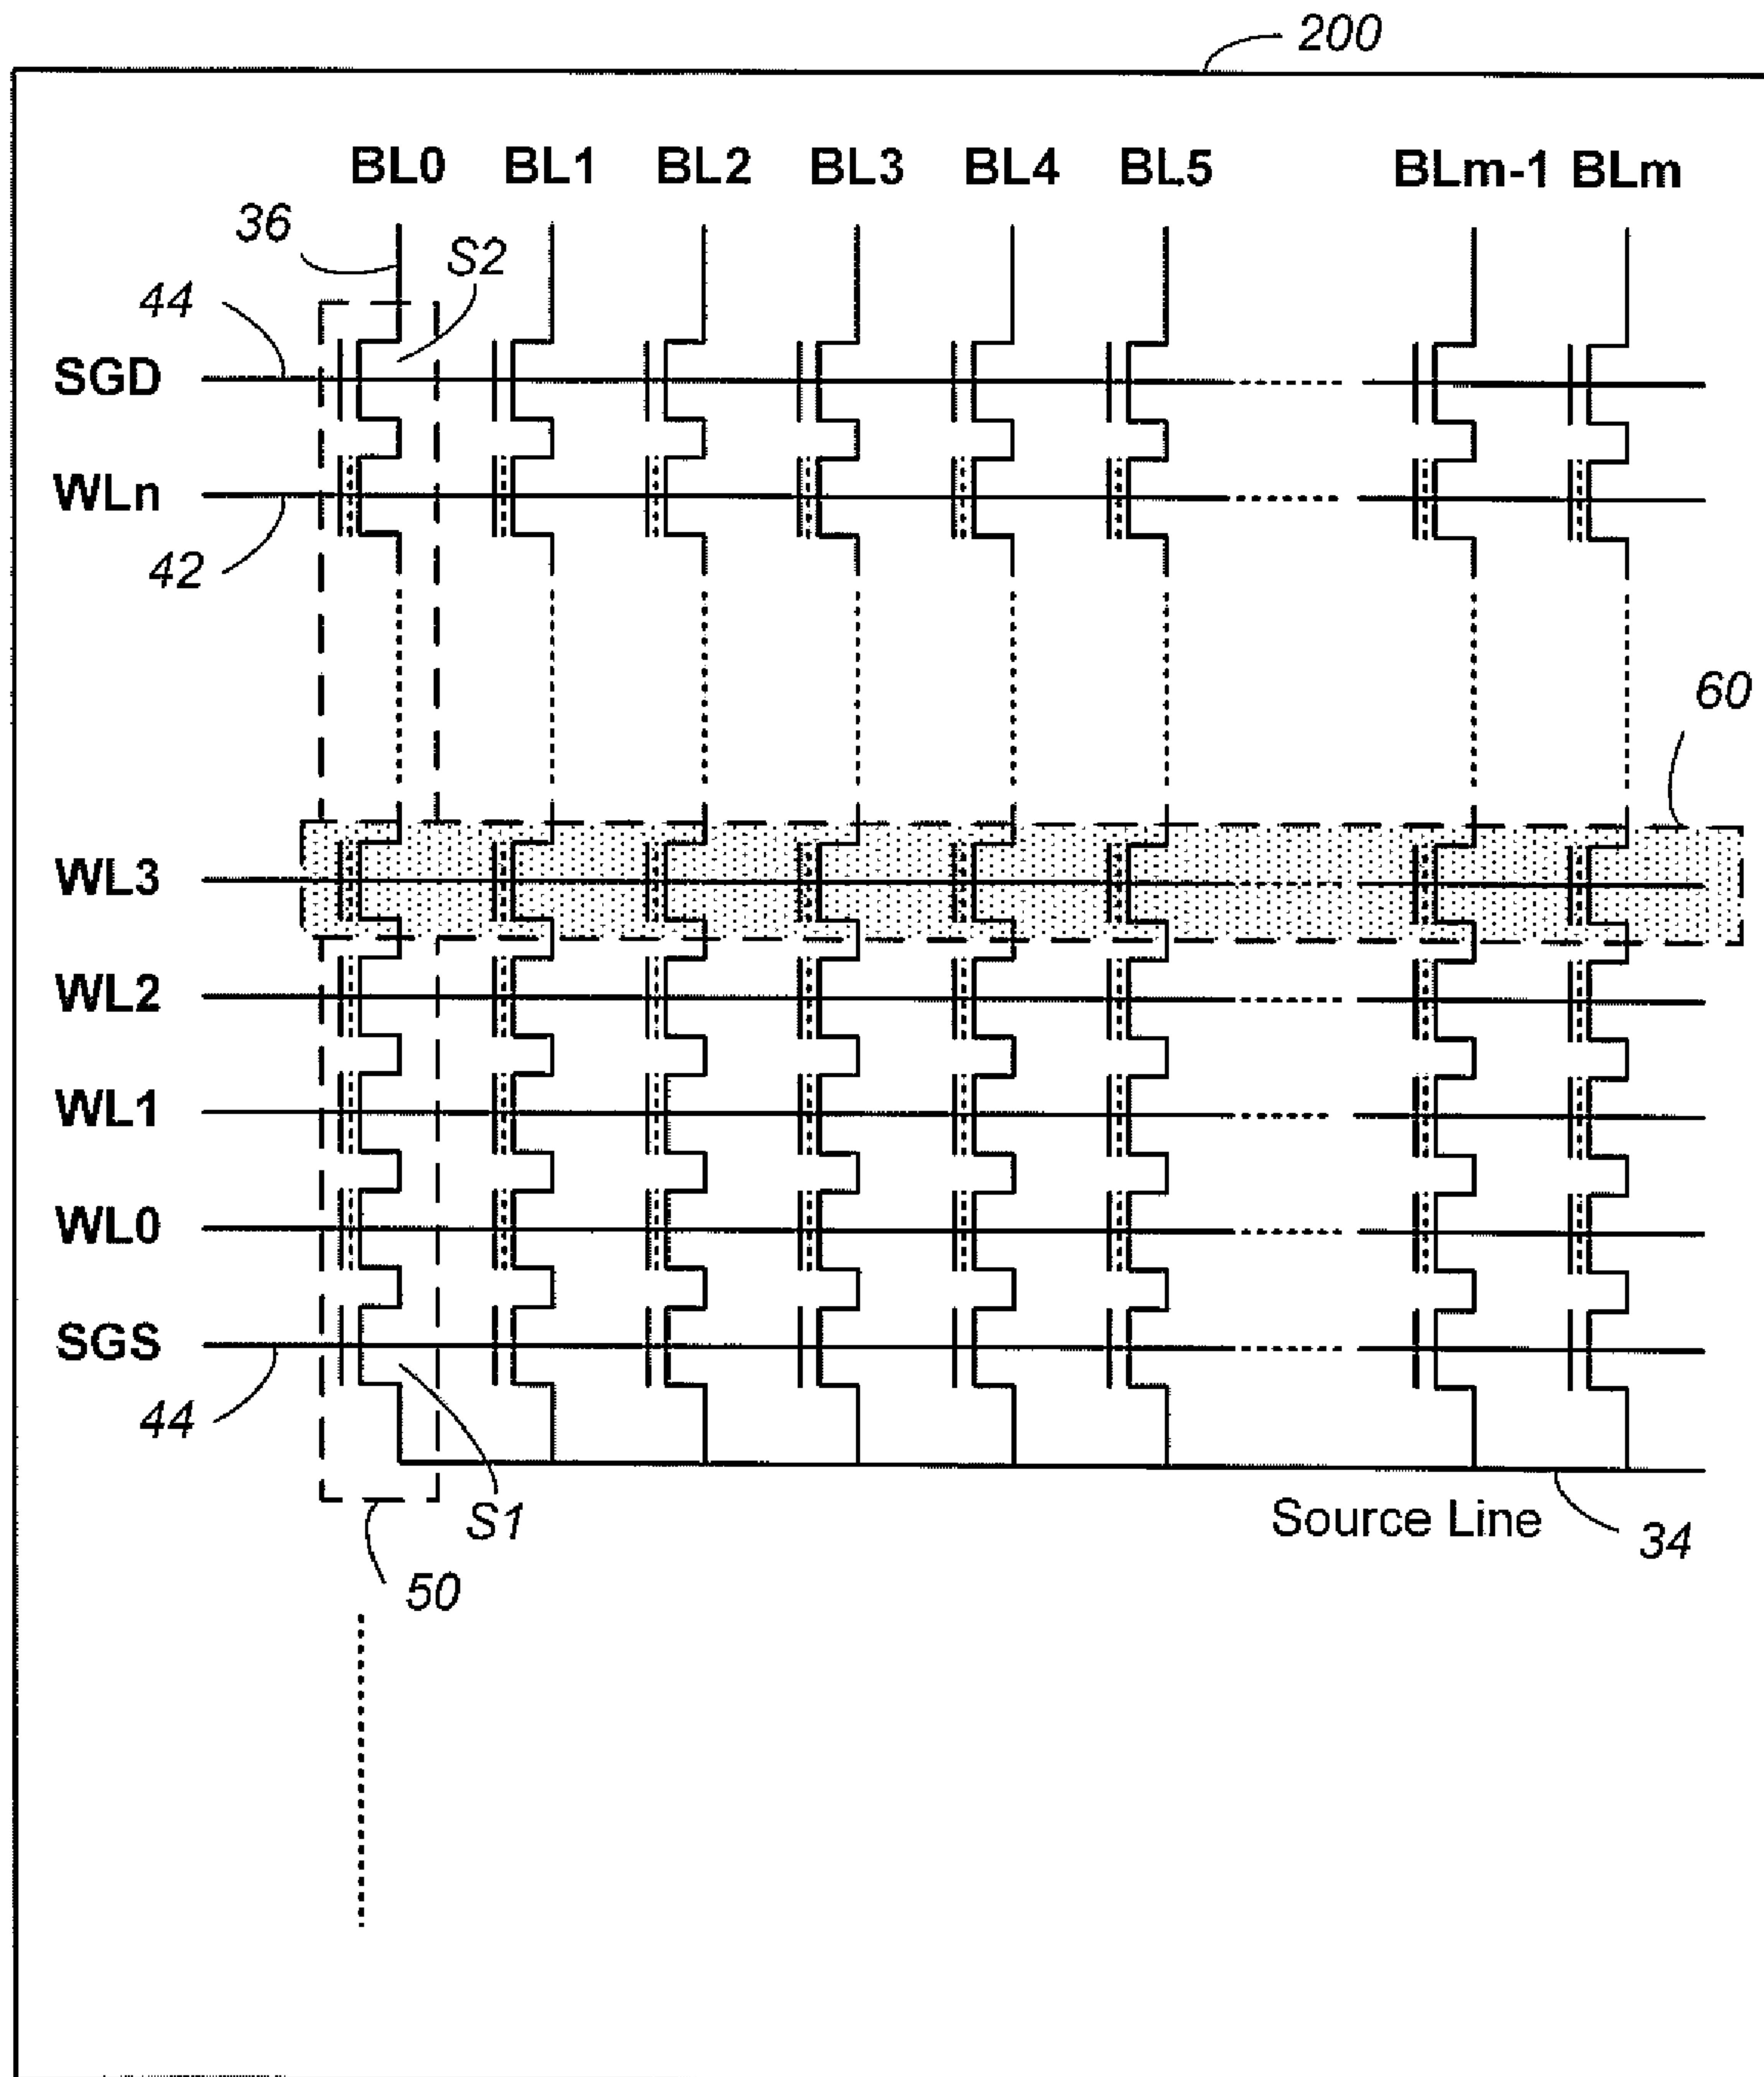 200
BL0 BL1 BL2 BL3 BL4 BL5 BLm-1 BLm
36
S2
44
SGD
WLn
42
60
WL3
WL2
WL1
WL0
SGS
44
S1
Source Line
34
50